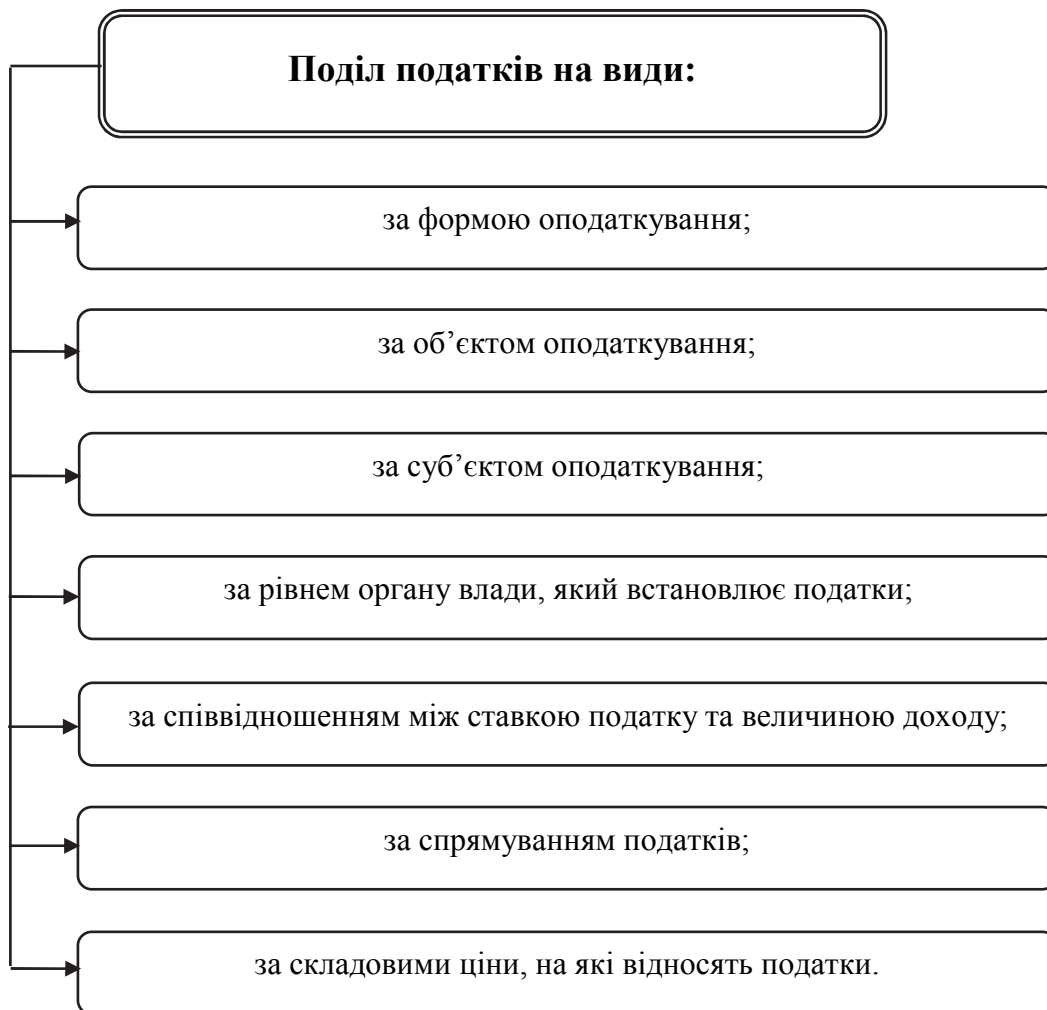 Поділ податків на види:
за формою оподаткування;
за об’єктом оподаткування;
за суб’єктом оподаткування;
за рівнем органу влади, який встановлює податки;
за співвідношенням між ставкою податку та величиною доходу;
за спрямуванням податків;
за складовими ціни, на які відносять податки.